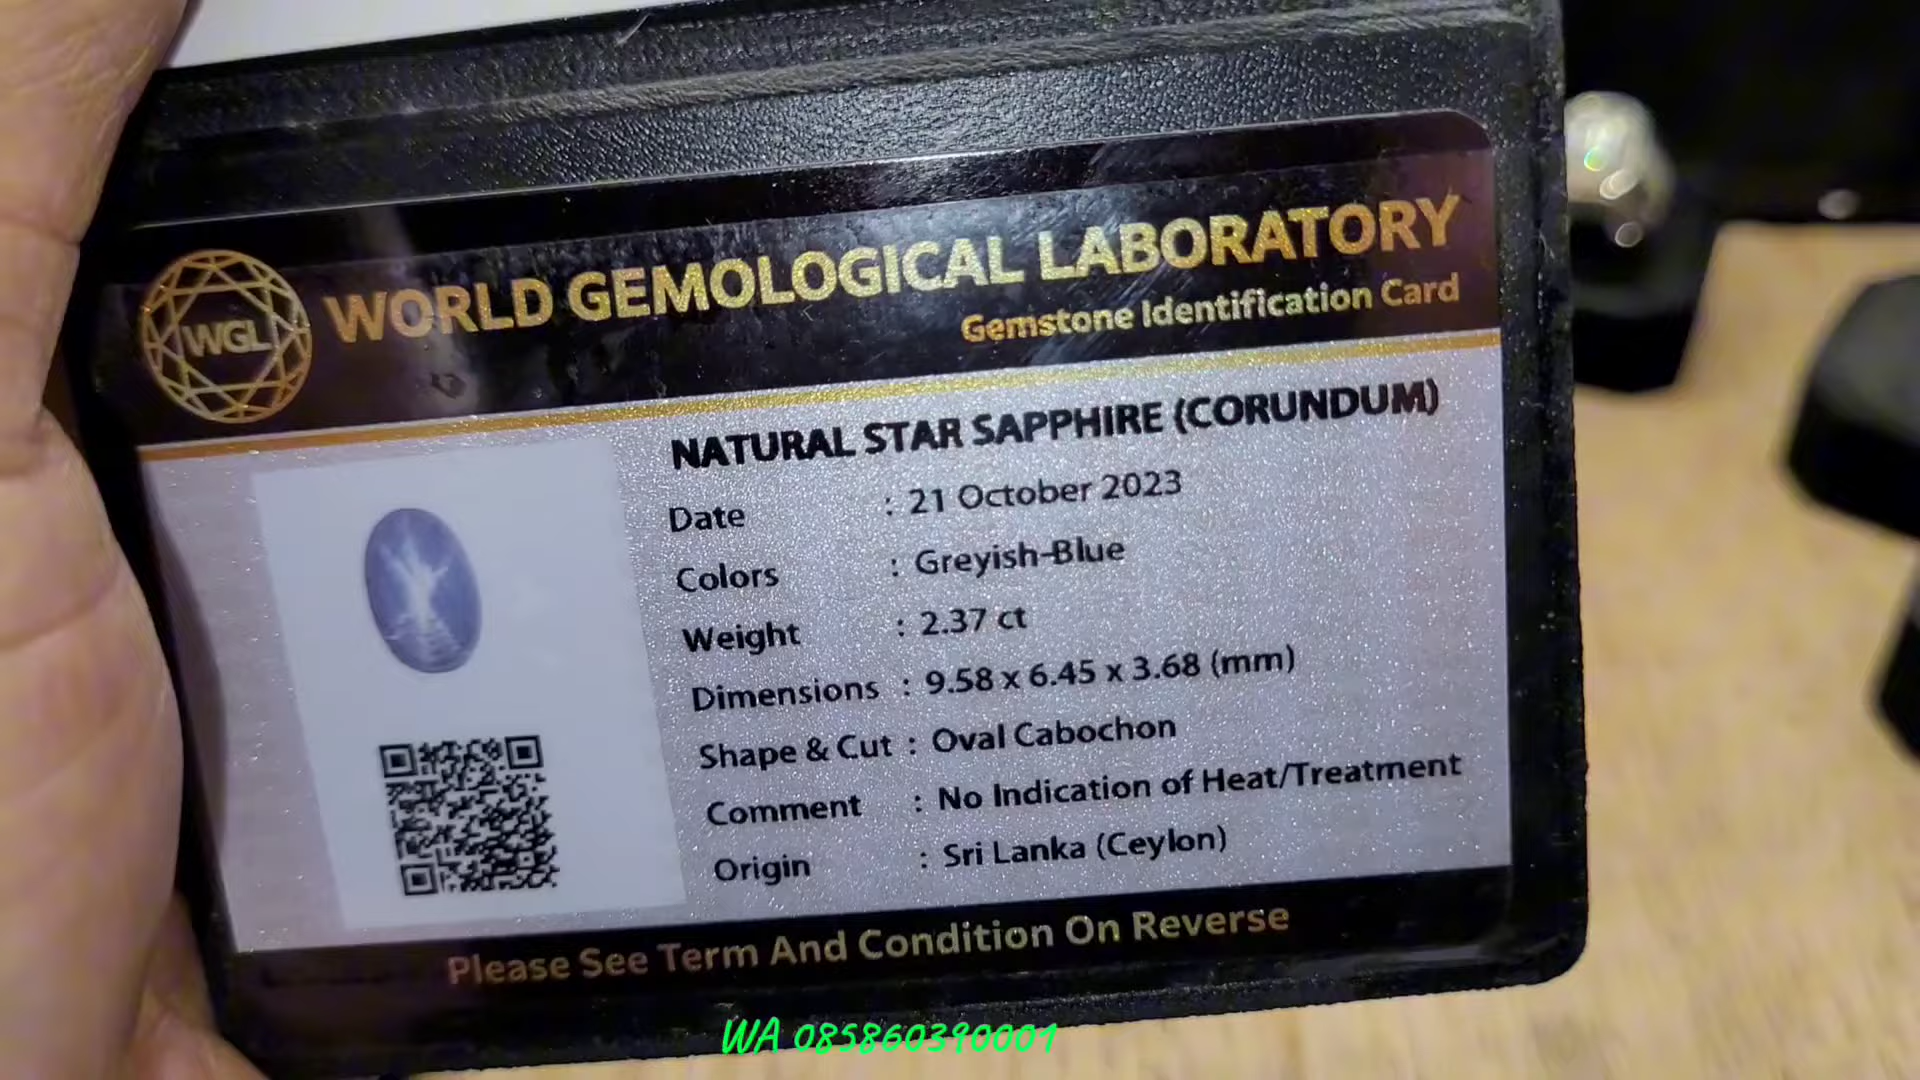 WGL
WORLD GEMOLOGICAL LABORATORY
Gemstone Identification Card
NATURAL STAR SAPPHIRE (CORUNDUM)
Date : 21 October 2023
Colors : Greyish-Blue
Weight : 2.37 ct
Dimensions : 9.58 x 6.45 x 3.68 (mm)
Shape & Cut : Oval Cabochon
Comment : No Indication of Heat/Treatment
Origin : Sri Lanka (Ceylon)
Please See Term And Condition On Reverse
WA 085860390001